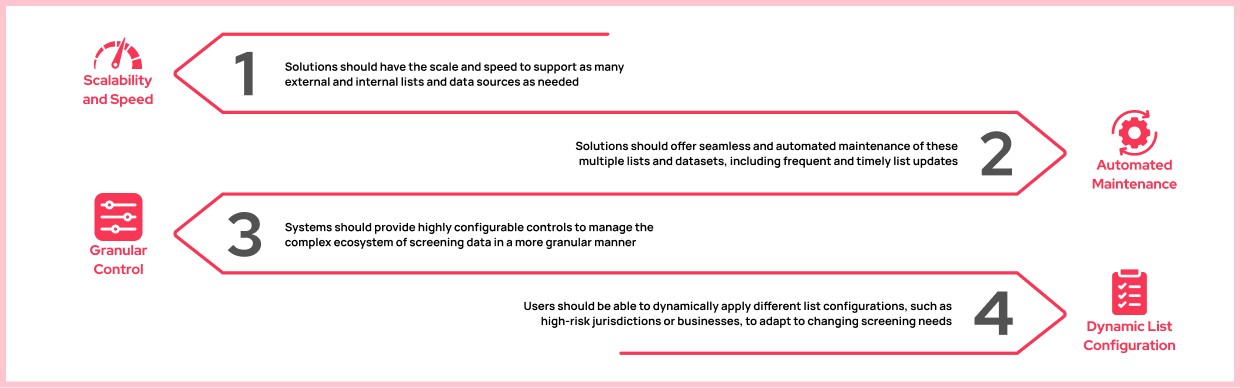 Scalability
and Speed
1
Solutions should have the scale and speed to support as many
external and internal lists and data sources as needed
Solutions should offer seamless and automated maintenance of these
multiple lists and datasets, including frequent and timely list updates
2
Automated
Maintenance
Granular
Control
3
Systems should provide highly configurable controls to manage the
complex ecosystem of screening data in a more granular manner
Users should be able to dynamically apply different list configurations, such as
high-risk jurisdictions or businesses, to adapt to changing screening needs
4
Dynamic List
Configuration